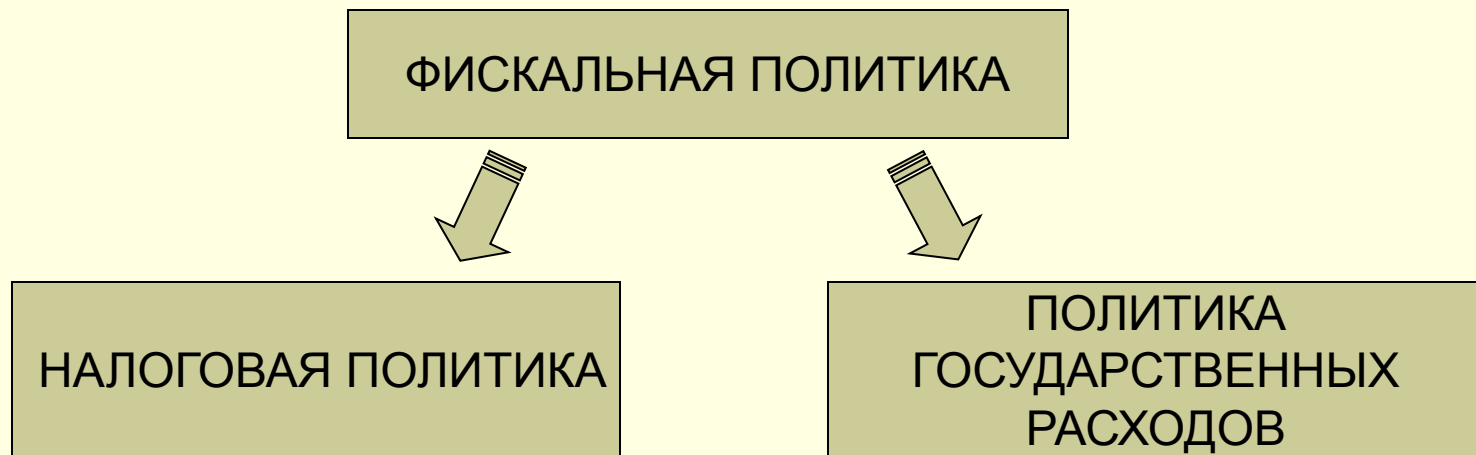 ФИСКАЛЬНАЯ ПОЛИТИКА
НАЛОГОВАЯ ПОЛИТИКА
ПОЛИТИКА
ГОСУДАРСТВЕННЫХ
РАСХОДОВ